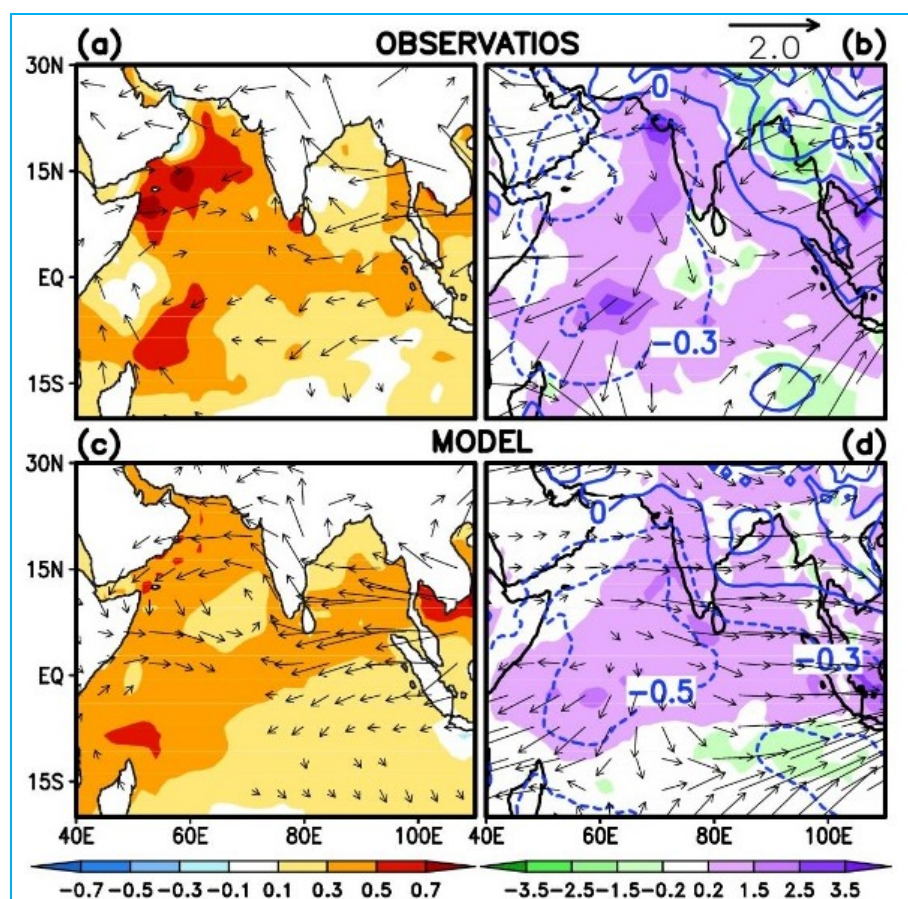 (a) OBSERVATIOS 2.0 (b)
30N
0
0.5
15N
EQ
-0.3
15S
(c) MODEL (d)
30N
0
15N
EQ
-0.3
-0.5
15S
40E 60E 80E 100E 40E 60E 80E 100E
-0.7 -0.5 -0.3 -0.1 0.1 0.3 0.5 0.7 -3.5 -2.5 -1.5 -0.2 0.2 1.5 2.5 3.5